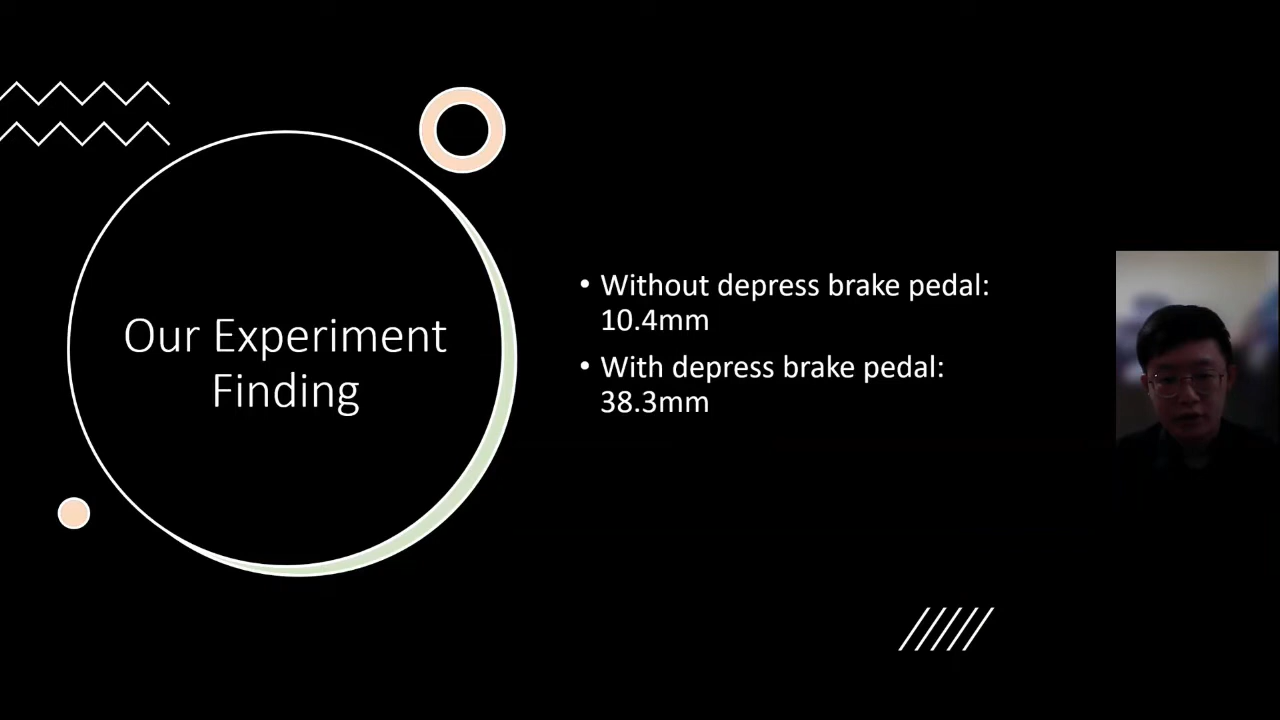 Our Experiment
Finding
• Without depress brake pedal:
10.4mm
• With depress brake pedal:
38.3mm